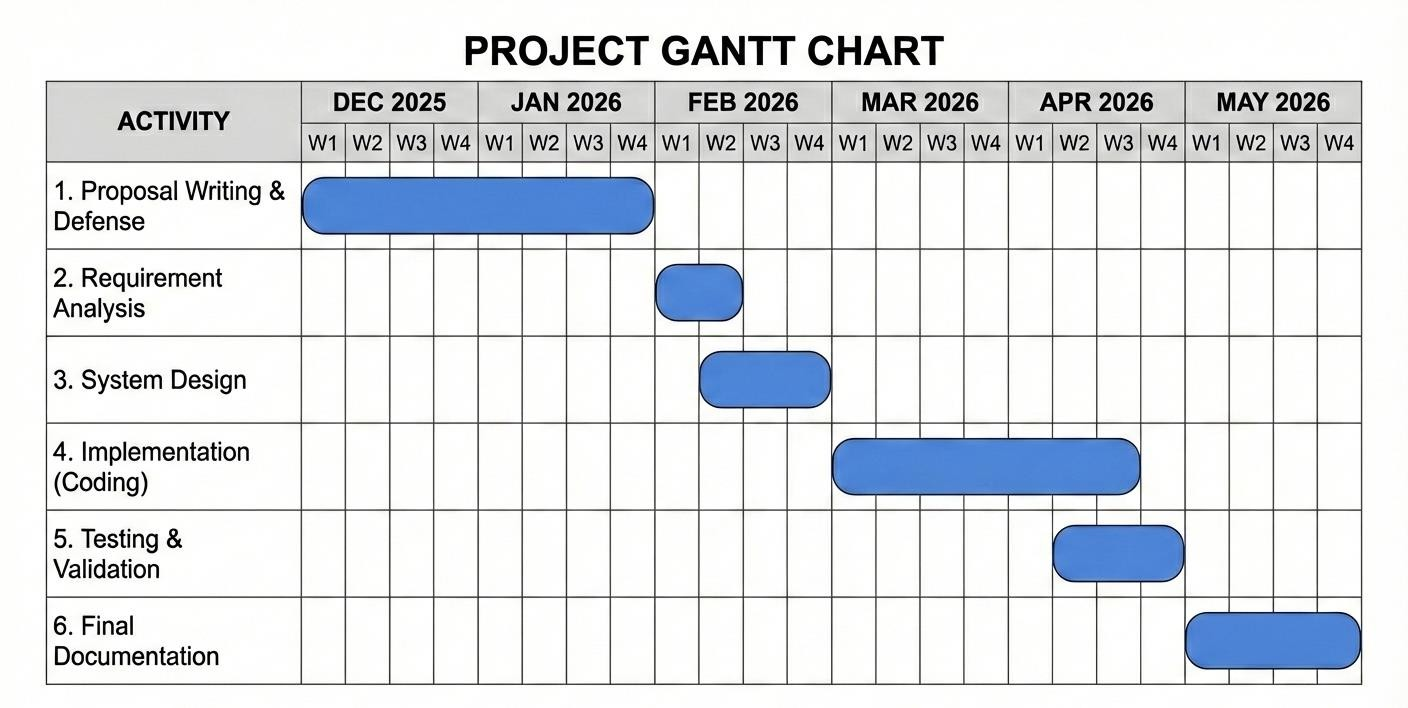 PROJECT GANTT CHART
ACTIVITY
DEC 2025 JAN 2026 FEB 2026 MAR 2026 APR 2026 MAY 2026
W1 W2 W3 W4 W1 W2 W3 W4 W1 W2 W3 W4 W1 W2 W3 W4 W1 W2 W3 W4 W1 W2 W3 W4
1. Proposal Writing &
Defense
2. Requirement
Analysis
3. System Design
4. Implementation
(Coding)
5. Testing &
Validation
6. Final
Documentation